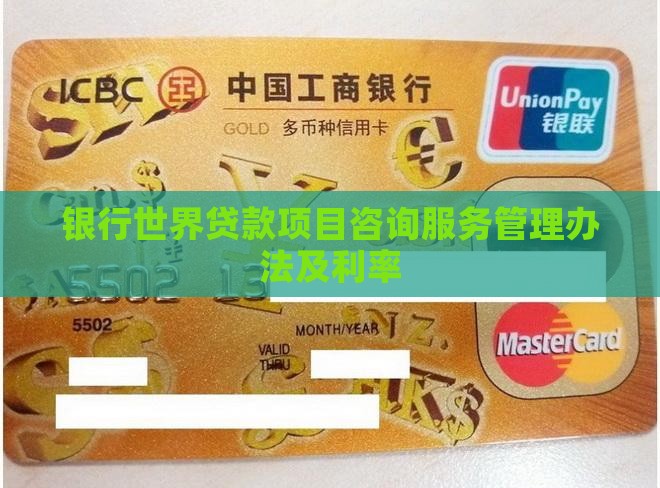 ICBC 中国工商银行
GOLD 多币种信用卡
UnionPay
银联
银行世界贷款项目咨询服务管理办
法及利率
5502 13
5502
MONTH/YEAR
VALID
THRU
MasterCard